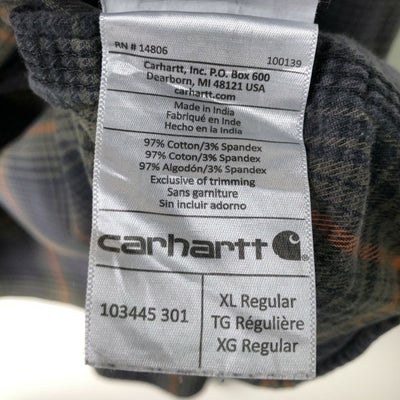 RN # 14806
100139
Carhartt, Inc. P.O. Box 600
Dearborn, MI 48121 USA
carhartt.com
Made in India
Fabriqué en Inde
Hecho en la India
97% Cotton/3% Spandex
97% Coton/3% Spandex
97% Algodón/3% Spandex
Exclusive of trimming
Sans garniture
Sin incluir adorno
carhartt
103445 301
XL Regular
TG Régulière
XG Regular